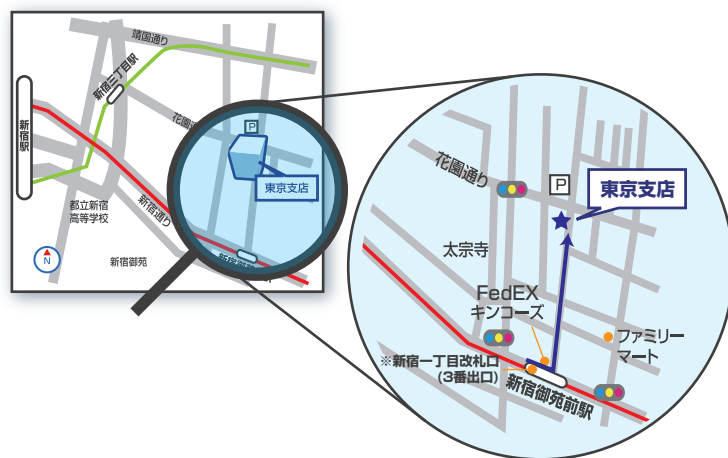 靖国通り
新宿三丁目駅
新宿駅
花園通り
P
東京支店
都立新宿
高等学校
新宿通り
新宿御苑
N
新宿御苑前駅
花園通り
P
東京支店
太宗寺
FedEX
キンコーズ
ファミリー
マート
※新宿一丁目改札口
(3番出口)
新宿御苑前駅